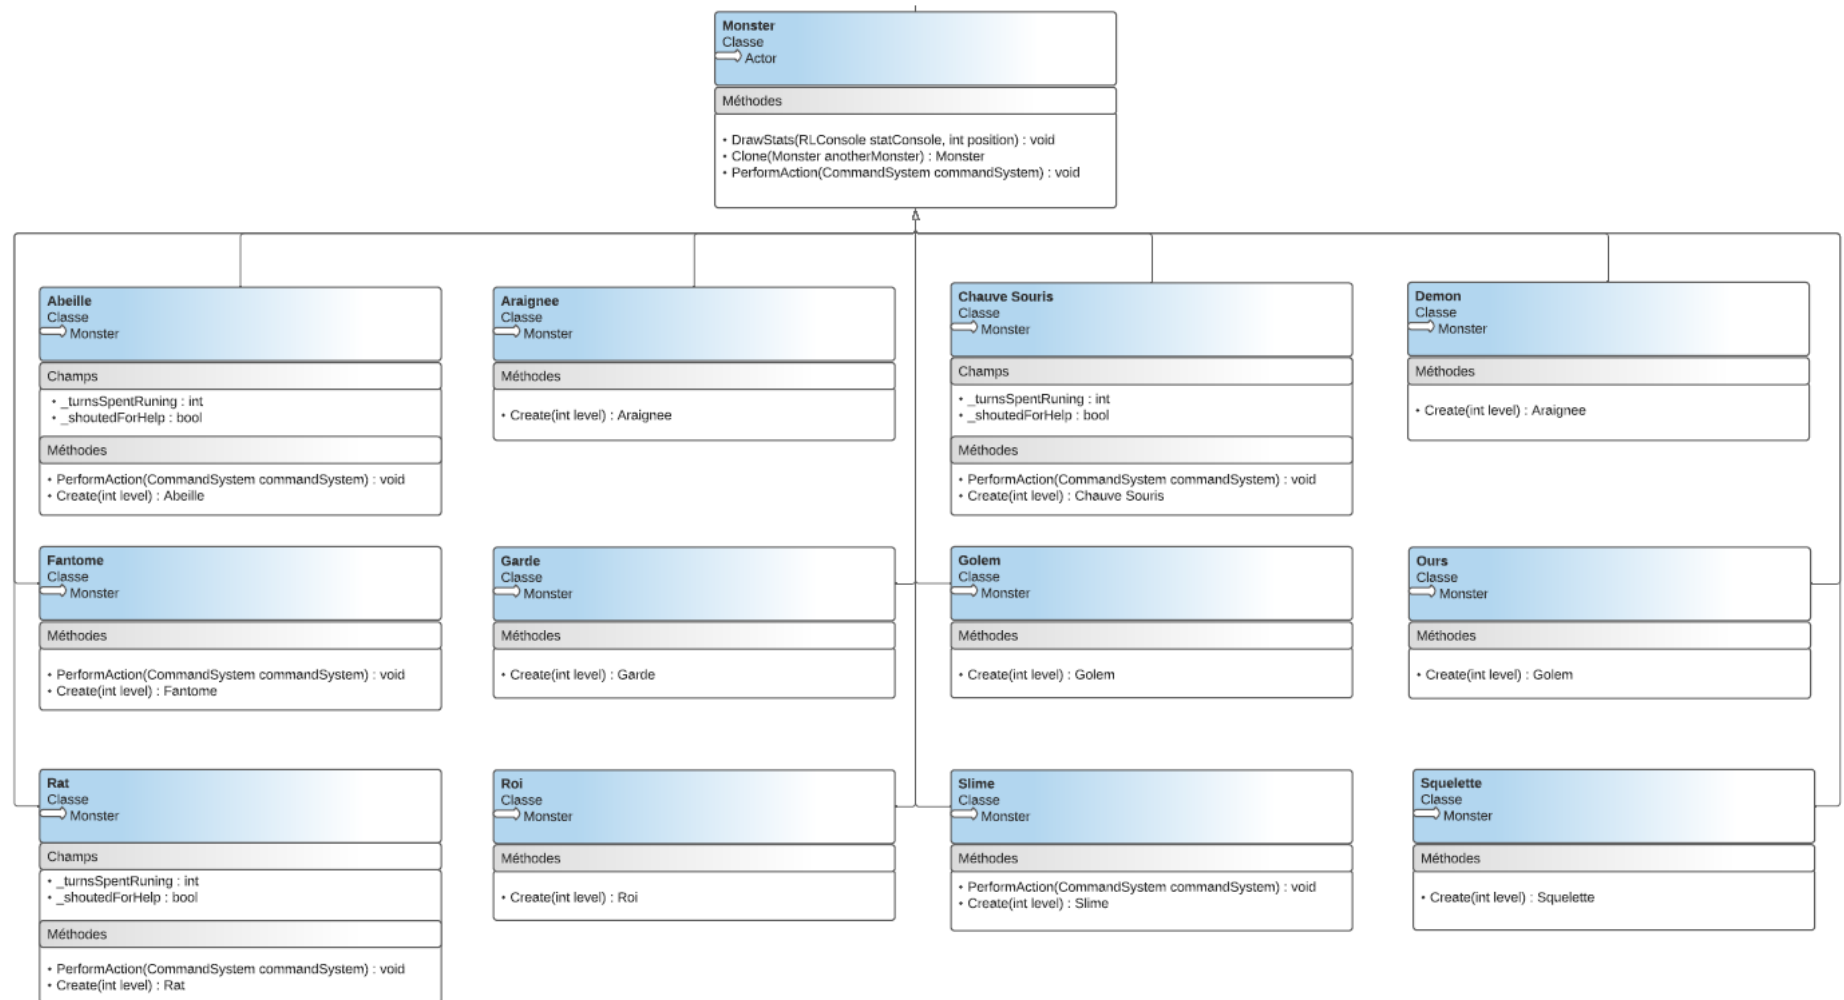 Monster
Classe
Actor
Méthodes
• DrawStats(RLConsole statConsole, int position) : void
• Clone(Monster anotherMonster) : Monster
• PerformAction(CommandSystem commandSystem) : void
Abeille
Classe
Monster
Champs
• _turnsSpentRuning : int
• _shoutedForHelp : bool
Méthodes
• PerformAction(CommandSystem commandSystem) : void
• Create(int level) : Abeille
Araignee
Classe
Monster
Méthodes
• Create(int level) : Araignee
Chauve Souris
Classe
Monster
Champs
• _turnsSpentRuning : int
• _shoutedForHelp : bool
Méthodes
• PerformAction(CommandSystem commandSystem) : void
• Create(int level) : Chauve Souris
Demon
Classe
Monster
Méthodes
• Create(int level) : Araignee
Fantome
Classe
Monster
Méthodes
• PerformAction(CommandSystem commandSystem) : void
• Create(int level) : Fantome
Garde
Classe
Monster
Méthodes
• Create(int level) : Garde
Golem
Classe
Monster
Méthodes
• Create(int level) : Golem
Ours
Classe
Monster
Méthodes
• Create(int level) : Golem
Rat
Classe
Monster
Champs
• _turnsSpentRuning : int
• _shoutedForHelp : bool
Méthodes
• PerformAction(CommandSystem commandSystem) : void
• Create(int level) : Rat
Roi
Classe
Monster
Méthodes
• Create(int level) : Roi
Slime
Classe
Monster
Méthodes
• PerformAction(CommandSystem commandSystem) : void
• Create(int level) : Slime
Squelette
Classe
Monster
Méthodes
• Create(int level) : Squelette